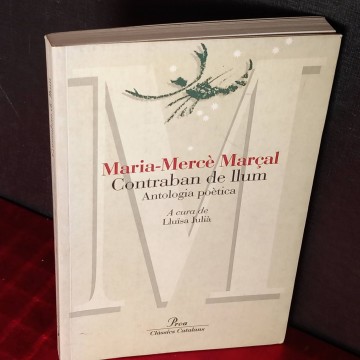 M
Maria-Mercè Marçal
Contraban de llum
Antologia poètica
A cura de
Lluïsa Julià
Proa
Clàssics Catalans